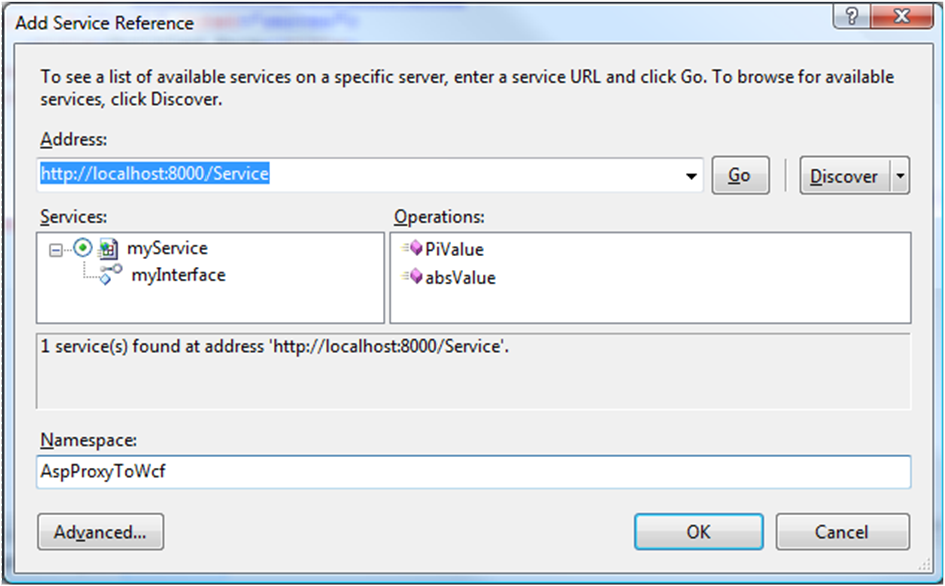 Add Service Reference
To see a list of available services on a specific server, enter a service URL and click Go. To browse for available
services, click Discover.
Address:
http://localhost:8000/Service
Go
Discover
Services:
Operations:
myService
myInterface
PiValue
absValue
1 service(s) found at address 'http://localhost:8000/Service'.
Namespace:
AspProxyToWcf
Advanced...
OK
Cancel